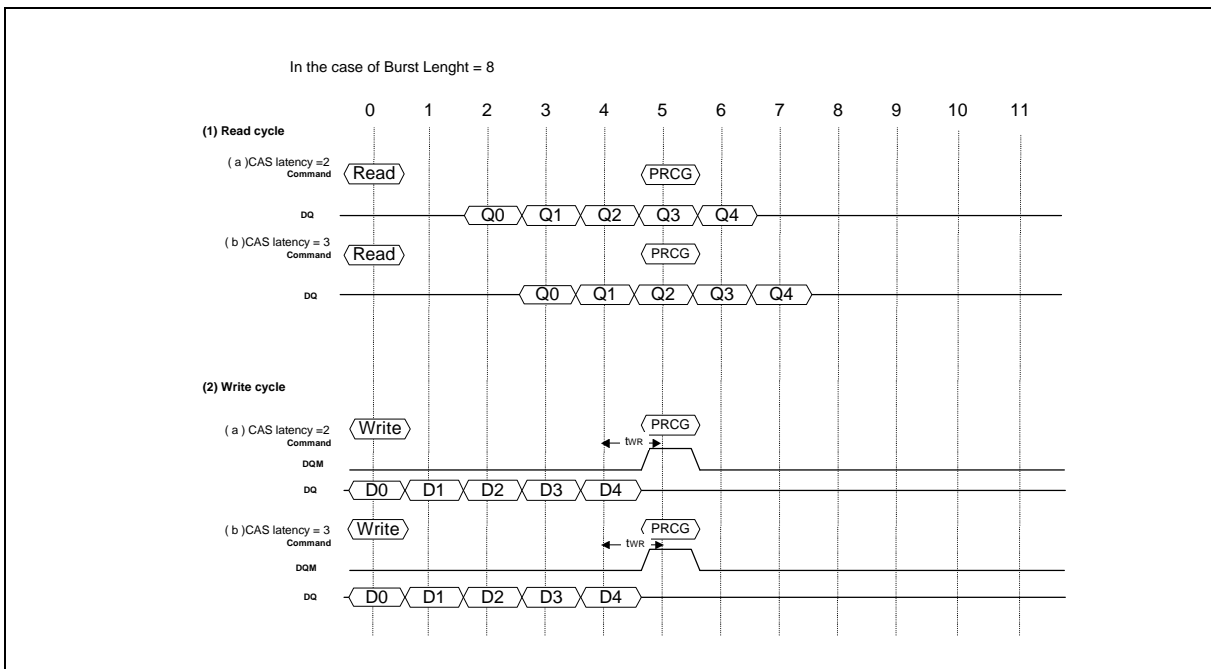 In the case of Burst Lenght = 8
0 1 2 3 4 5 6 7 8 9 10 11
(1) Read cycle
( a )CAS latency =2
Command Read PRCG
DQ Q0 Q1 Q2 Q3 Q4
( b )CAS latency = 3
Command Read PRCG
DQ Q0 Q1 Q2 Q3 Q4
(2) Write cycle
( a ) CAS latency =2 Write PRCG
Command tWR
DQM
DQ D0 D1 D2 D3 D4
( b )CAS latency = 3 Write PRCG
Command tWR
DQM
DQ D0 D1 D2 D3 D4